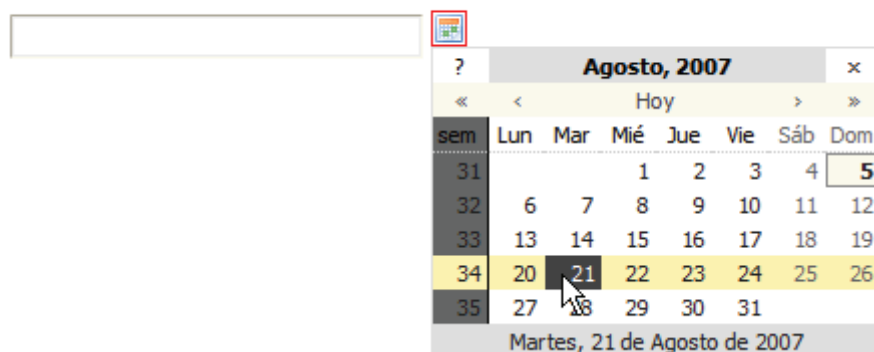 ? Agosto, 2007 ×
« ‹ Hoy › »
sem Lun Mar Mié Jue Vie Sáb Dom
31 1 2 3 4 5
32 6 7 8 9 10 11 12
33 13 14 15 16 17 18 19
34 20 21 22 23 24 25 26
35 27 28 29 30 31
Martes, 21 de Agosto de 2007